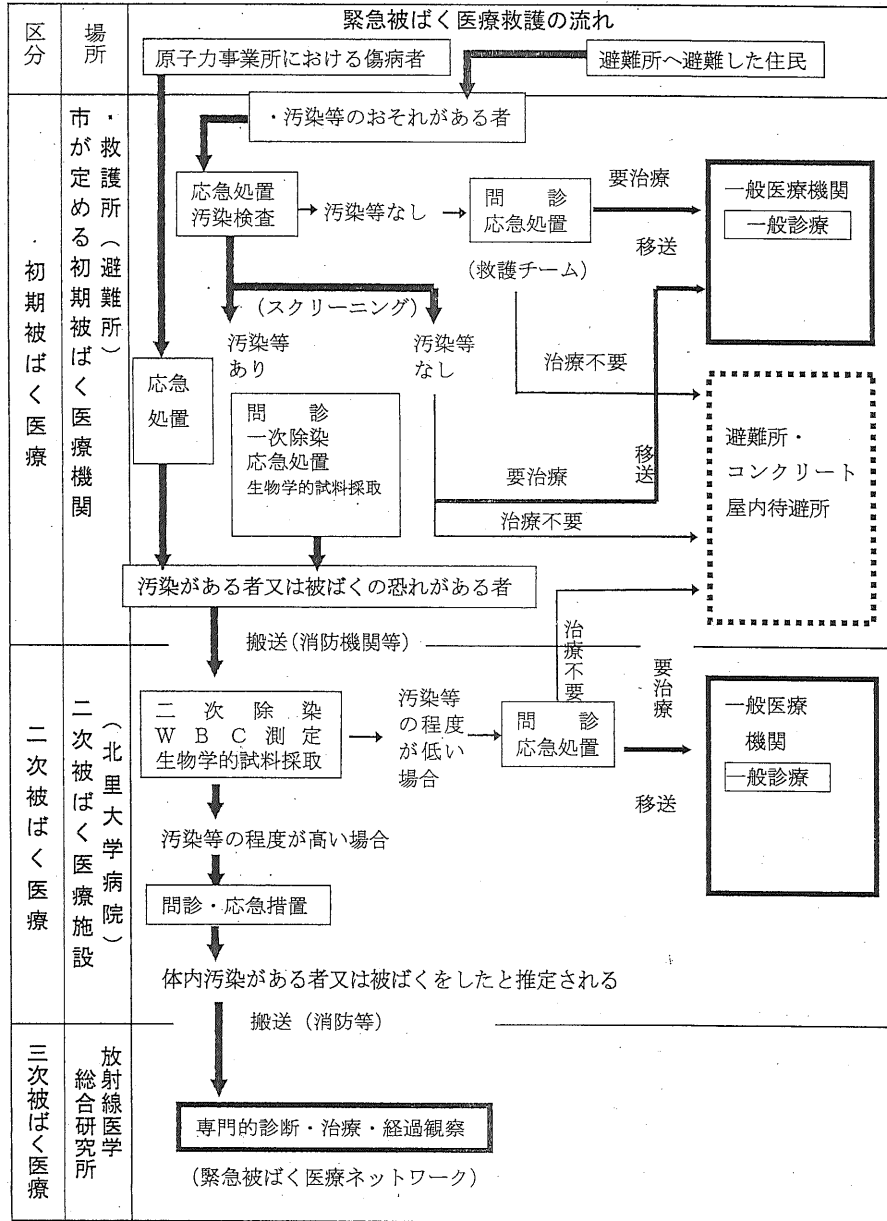 緊急被ばく医療救護の流れ
区分
場所
原子力事業所における傷病者
避難所へ避難した住民
初期被ばく医療
・救護所（避難所）
市が定める初期被ばく医療機関
・汚染等のおそれがある者
応急処置
汚染検査
汚染等なし
問　　診
応急処置
(救護チーム)
要治療
移送
一般医療機関
一般診療
(スクリーニング)
汚染等
あり
汚染等
なし
治療不要
応急
処置
問　　診
一次除染
応急処置
生物学的試料採取
要治療
移送
治療不要
避難所・
コンクリート
屋内待避所
汚染がある者又は被ばくの恐れがある者
搬送(消防機関等)
治療不要
二次被ばく医療
二次被ばく医療施設
（北里大学病院）
二次除染
ＷＢＣ測定
生物学的試料採取
汚染等
の程度
が低い
場合
問　　診
応急処置
要治療
移送
一般医療
機関
一般診療
汚染等の程度が高い場合
問診・応急措置
体内汚染がある者又は被ばくをしたと推定される
搬送（消防等）
三次被ばく医療
放射線医学
総合研究所
専門的診断・治療・経過観察
(緊急被ばく医療ネットワーク)